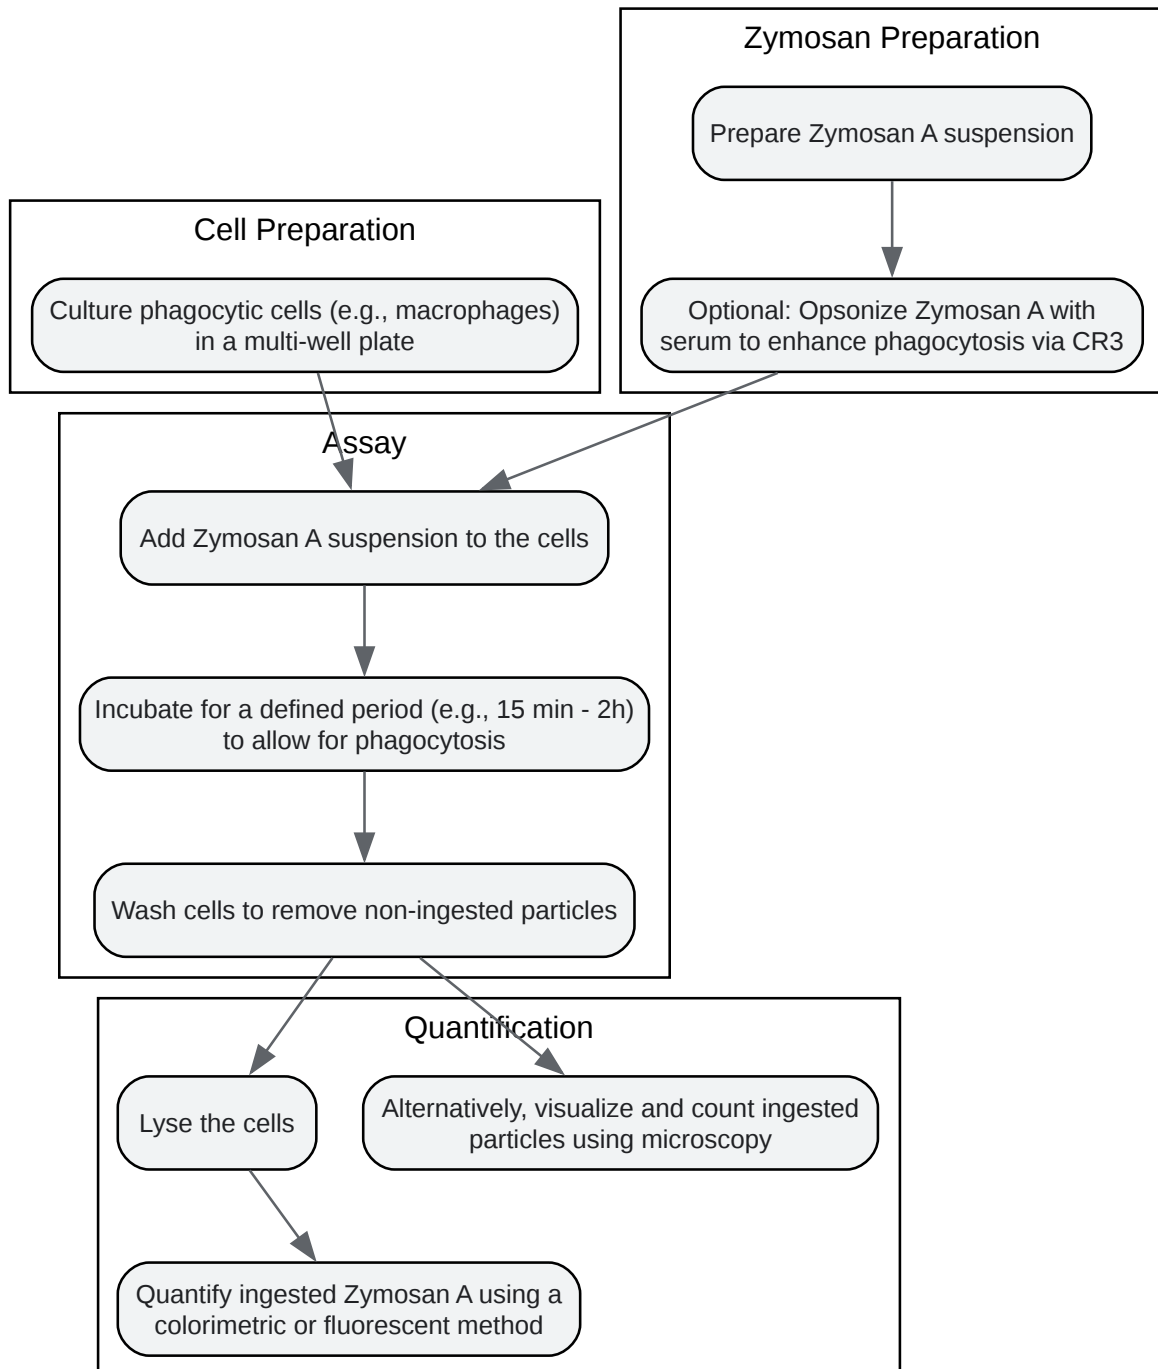 Zymosan Preparation
Prepare Zymosan A suspension
Cell Preparation
Culture phagocytic cells (e.g., macrophages)
in a multi-well plate
Optional: Opsonize Zymosan A with
serum to enhance phagocytosis via CR3
Assay
Add Zymosan A suspension to the cells
Incubate for a defined period (e.g., 15 min - 2h)
to allow for phagocytosis
Wash cells to remove non-ingested particles
Quantification
Lyse the cells
Alternatively, visualize and count ingested
particles using microscopy
Quantify ingested Zymosan A using a
colorimetric or fluorescent method